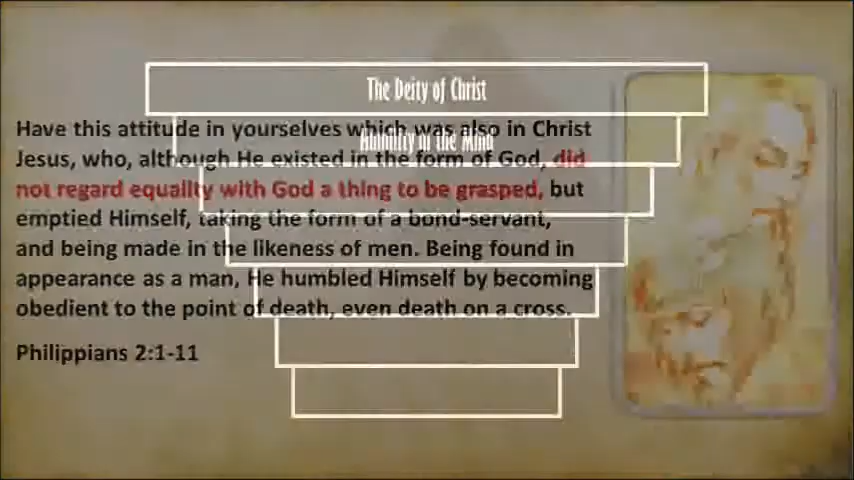 The Deity of Christ
Humility in the Mind
Have this attitude in yourselves which was also in Christ
Jesus, who, although He existed in the form of God, did
not regard equality with God a thing to be grasped, but
emptied Himself, taking the form of a bond-servant,
and being made in the likeness of men. Being found in
appearance as a man, He humbled Himself by becoming
obedient to the point of death, even death on a cross.
Philippians 2:1-11